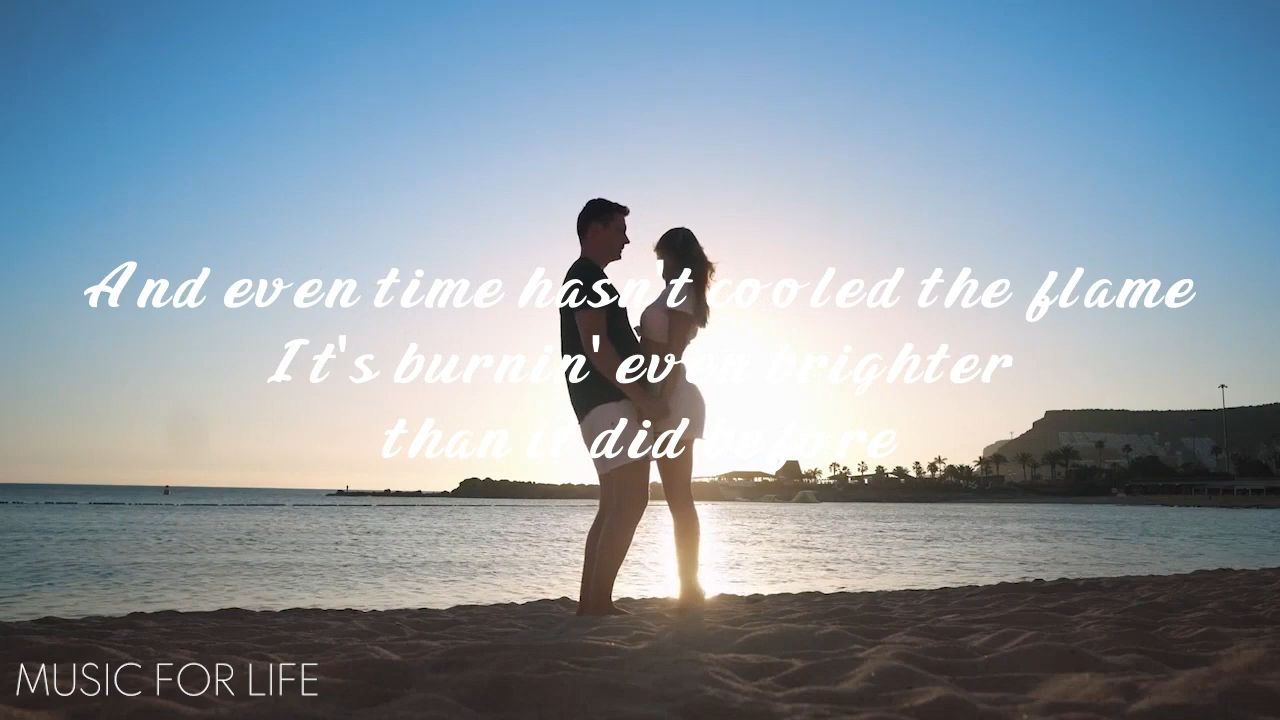 And even time hasn't cooled the flame
It's burnin' even brighter
than it did before
MUSIC FOR LIFE